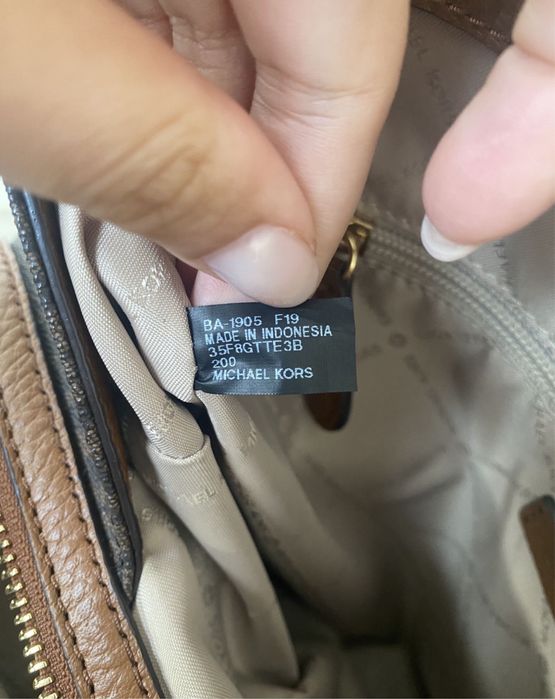 BA-1905 F19
MADE IN INDONESIA
35F8GTTE3B
200
MICHAEL KORS